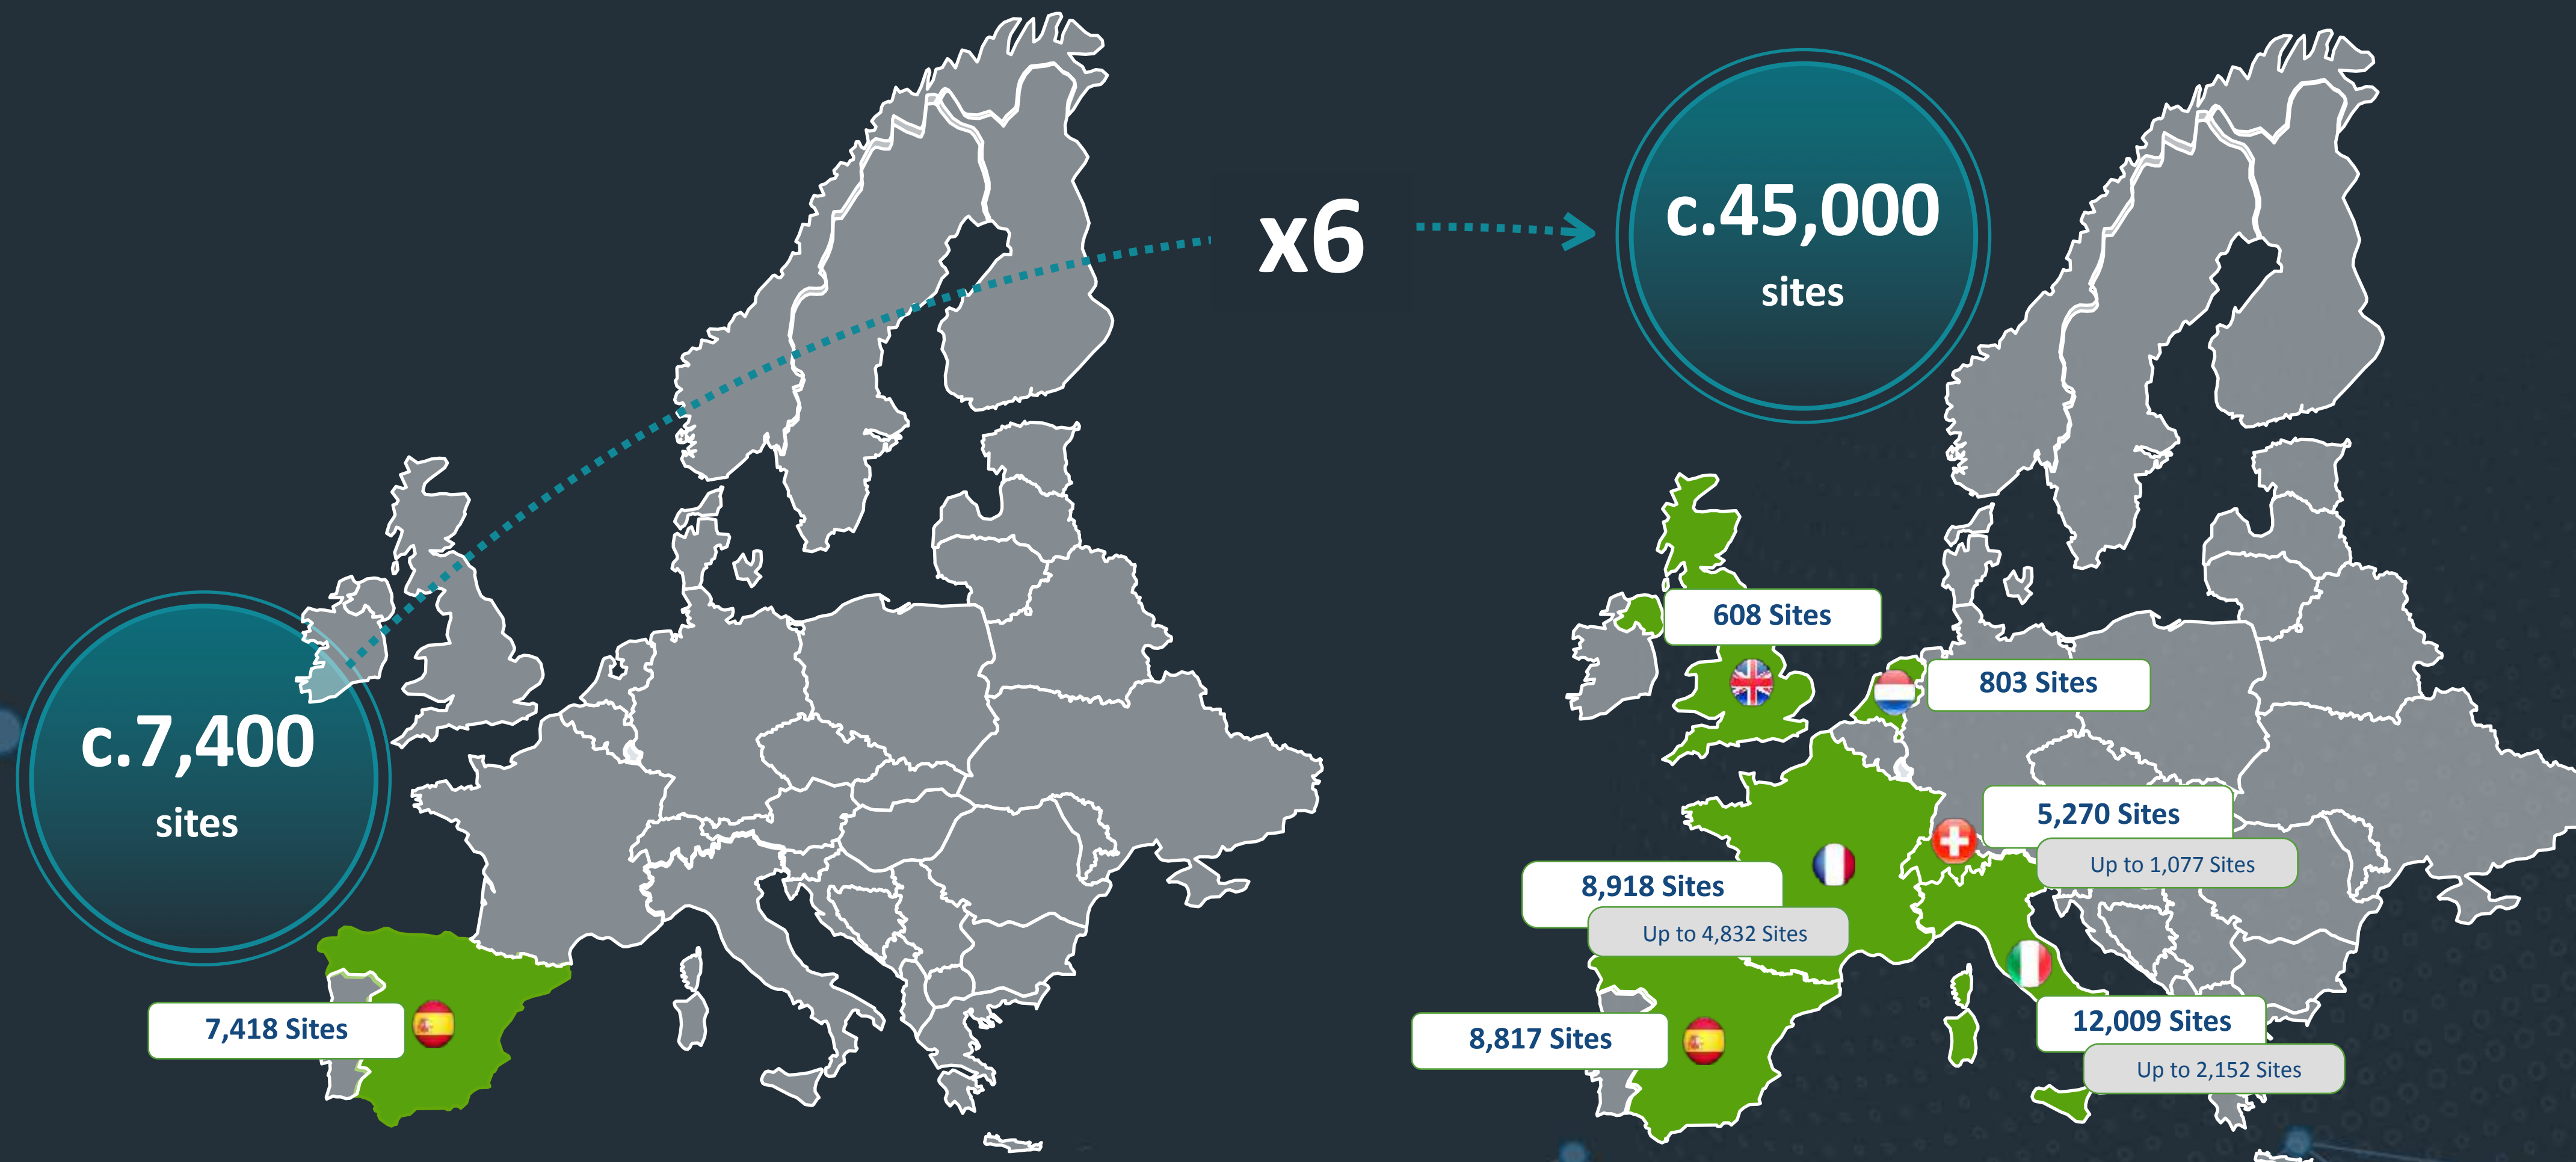 x6
c.45,000
sites
c.7,400
sites
7,418 Sites
608 Sites
803 Sites
5,270 Sites
Up to 1,077 Sites
8,918 Sites
Up to 4,832 Sites
8,817 Sites
12,009 Sites
Up to 2,152 Sites